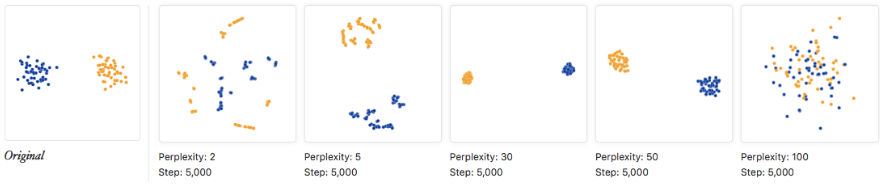 Original
Perplexity: 2
Step: 5,000
Perplexity: 5
Step: 5,000
Perplexity: 30
Step: 5,000
Perplexity: 50
Step: 5,000
Perplexity: 100
Step: 5,000